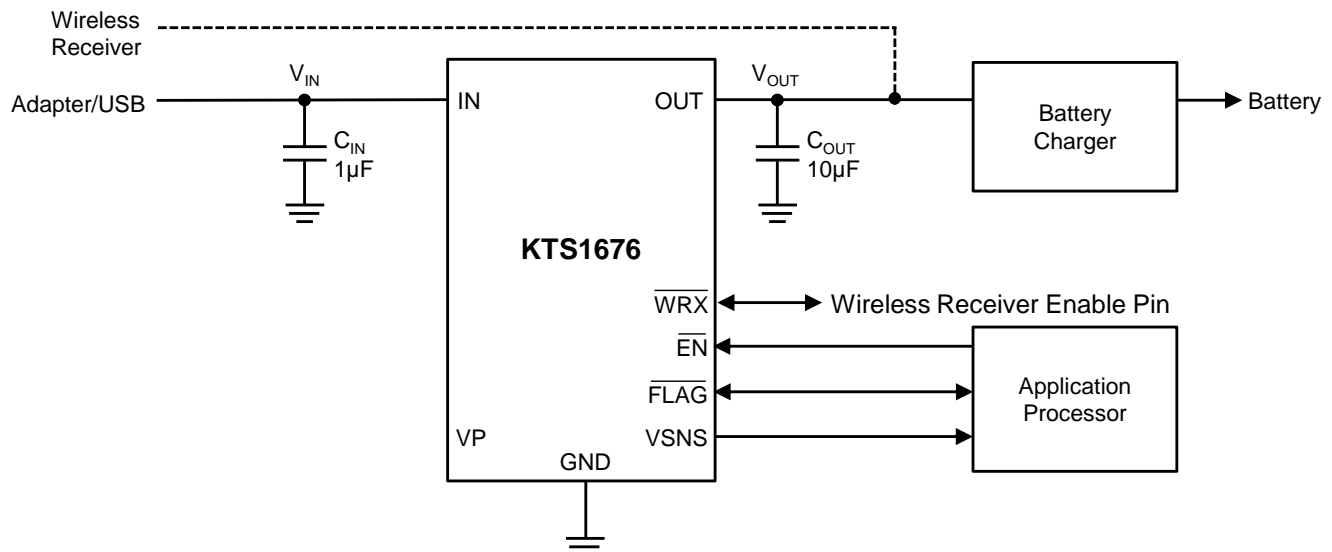 Wireless
Receiver
Adapter/USB
VIN
CIN
1µF
IN
OUT
KTS1676
WRX
EN
FLAG
VSNS
VP
GND
VOUT
COUT
10µF
Battery
Charger
Battery
Wireless Receiver Enable Pin
Application
Processor